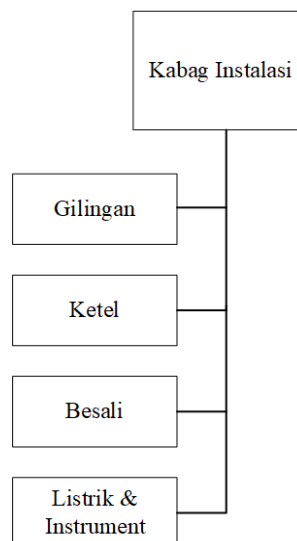 Kabag Instalasi
Gilingan
Ketel
Besali
Listrik &
Instrument